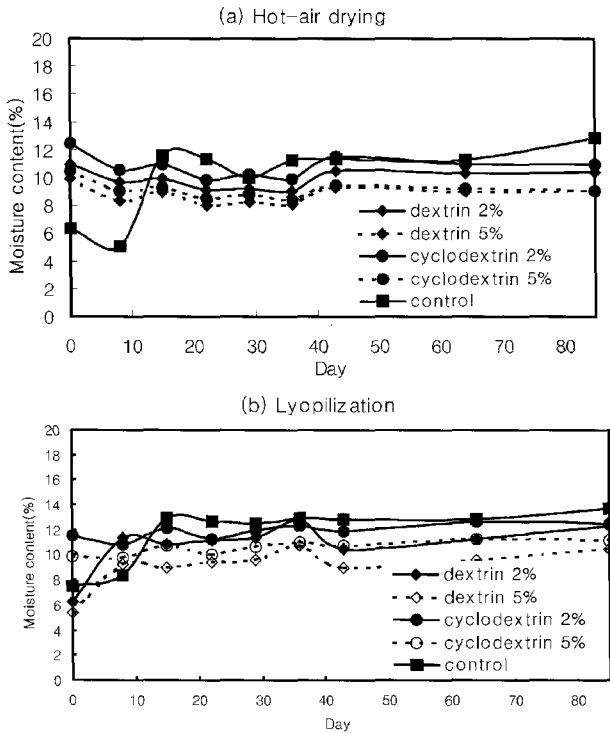 (a) Hot-air drying
20
18
16
14
12
10
8
6
4
2
0
Moisture content(%)
dextrin 2%
dextrin 5%
cyclodextrin 2%
cyclodextrin 5%
control
0 10 20 30 40 50 60 70 80
Day
(b) Lyopilization
20
18
16
14
12
10
8
6
4
2
0
Moisture content(%)
dextrin 2%
dextrin 5%
cyclodextrin 2%
cyclodextrin 5%
control
0 10 20 30 40 50 60 70 80
Day